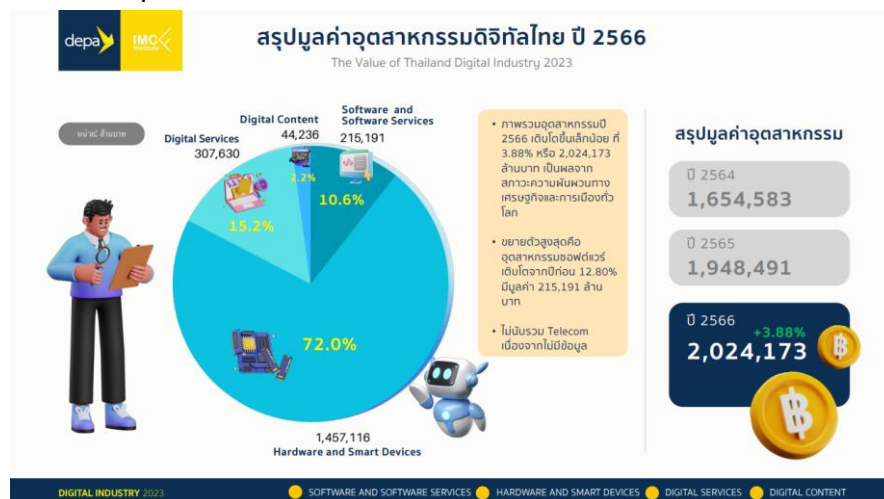 depa
IMC
Institute
สรุปมูลค่าอุตสาหกรรมดิจิทัลไทย ปี 2566
The Value of Thailand Digital Industry 2023
หน่วย: ล้านบาท
Digital Services
307,630
Digital Content
44,236
Software and
Software Services
215,191
2.2%
10.6%
15.2%
72.0%
1,457,116
Hardware and Smart Devices
• ภาพรวมอุตสาหกรรมปี
2566 เติบโตขึ้นเล็กน้อย ที่
3.88% หรือ 2,024,173
ล้านบาท เป็นผลจาก
สภาวะความผันผวนทาง
เศรษฐกิจและการเมืองทั่ว
โลก
• ขยายตัวสูงสุดคือ
อุตสาหกรรมซอฟต์แวร์
เติบโตจากปีก่อน 12.80%
มีมูลค่า 215,191 ล้าน
บาท
• ไม่นับรวม Telecom
เนื่องจากไม่มีข้อมูล
สรุปมูลค่าอุตสาหกรรม
ปี 2564
1,654,583
ปี 2565
1,948,491
ปี 2566
+3.88%
2,024,173
DIGITAL INDUSTRY 2023
SOFTWARE AND SOFTWARE SERVICES
HARDWARE AND SMART DEVICES
DIGITAL SERVICES
DIGITAL CONTENT